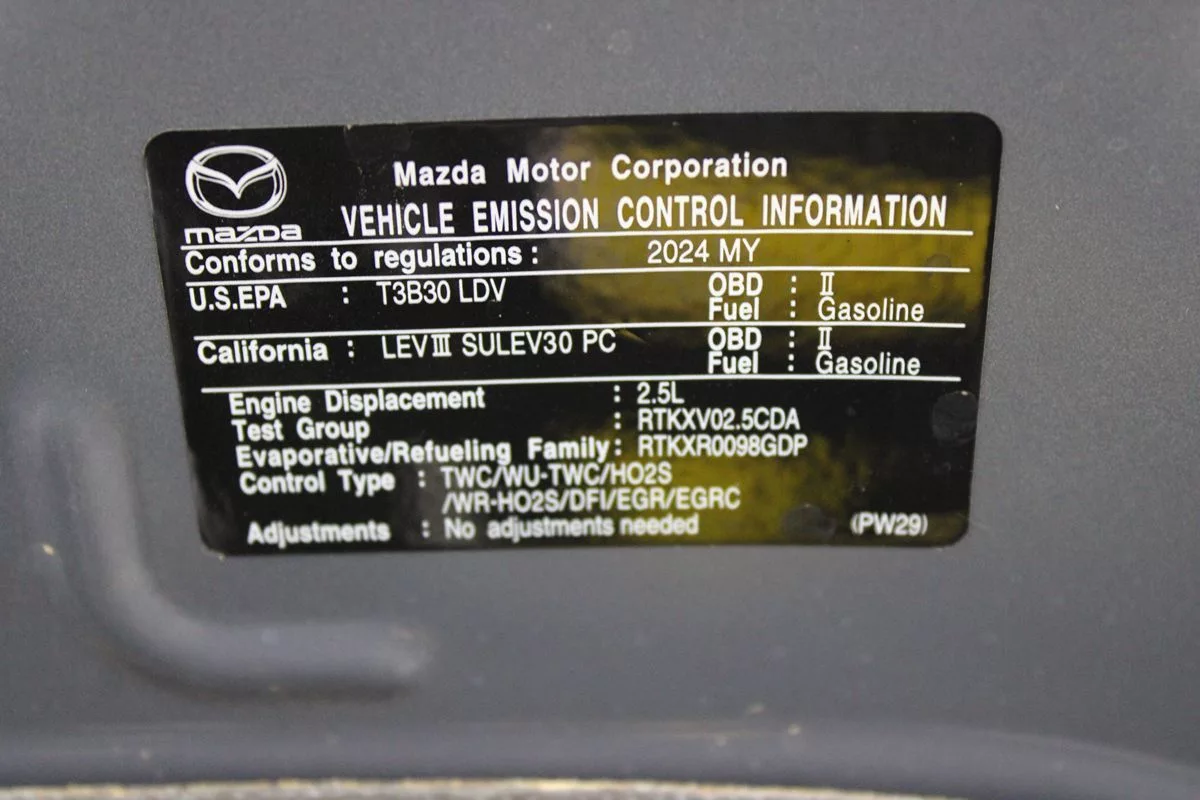 mazda
Mazda Motor Corporation
VEHICLE EMISSION CONTROL INFORMATION
Conforms to regulations : 2024 MY
U.S.EPA : T3B30 LDV OBD : II
Fuel : Gasoline
California : LEVIII SULEV30 PC OBD : II
Fuel : Gasoline
Engine Displacement : 2.5L
Test Group : RTKXV02.5CDA
Evaporative/Refueling Family : RTKXR0098GDP
Control Type : TWC/WU-TWC/HO2S
/WR-HO2S/DFI/EGR/EGRC
Adjustments : No adjustments needed (PW29)